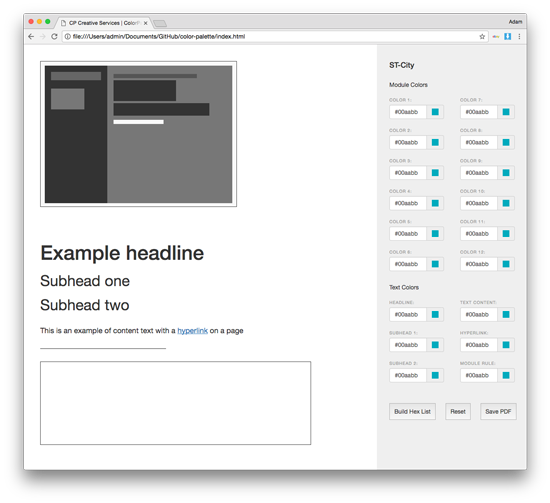 CP Creative Services | ColorP
Adam
file:///Users/admin/Documents/GitHub/color-palette/index.html
Example headline
Subhead one
Subhead two
This is an example of content text with a hyperlink on a page
ST-City
Module Colors
COLOR 1: COLOR 7:
#00aabb #00aabb
COLOR 2: COLOR 8:
#00aabb #00aabb
COLOR 3: COLOR 9:
#00aabb #00aabb
COLOR 4: COLOR 10:
#00aabb #00aabb
COLOR 5: COLOR 11:
#00aabb #00aabb
COLOR 6: COLOR 12:
#00aabb #00aabb
Text Colors
HEADLINE: TEXT CONTENT:
#00aabb #00aabb
SUBHEAD 1: HYPERLINK:
#00aabb #00aabb
SUBHEAD 2: MODULE RULE:
#00aabb #00aabb
Build Hex List Reset Save PDF